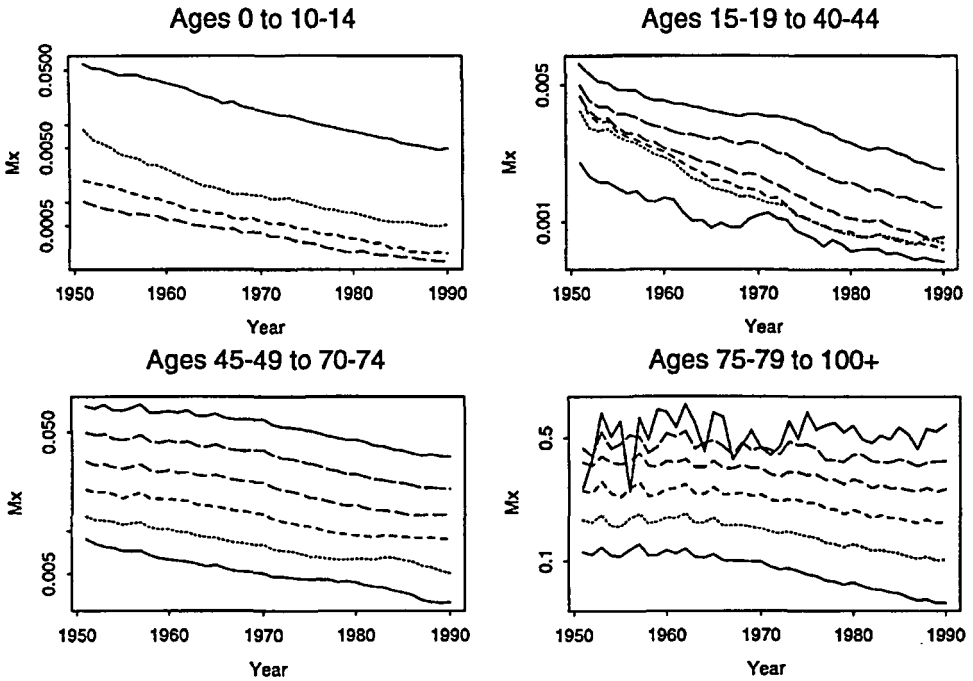 Ages 0 to 10-14
Mx
0.0500
0.0050
0.0005
1950 1960 1970 1980 1990
Year
Ages 15-19 to 40-44
Mx
0.005
0.001
1950 1960 1970 1980 1990
Year
Ages 45-49 to 70-74
Mx
0.050
0.005
1950 1960 1970 1980 1990
Year
Ages 75-79 to 100+
Mx
0.5
0.1
1950 1960 1970 1980 1990
Year